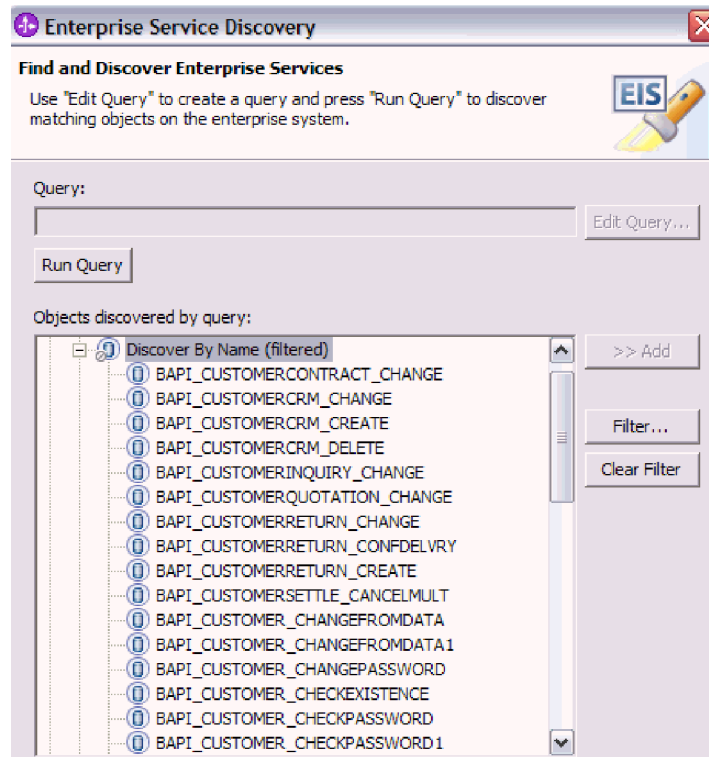 Enterprise Service Discovery
Find and Discover Enterprise Services
Use "Edit Query" to create a query and press "Run Query" to discover
matching objects on the enterprise system.
EIS
Query:
Edit Query...
Run Query
Objects discovered by query:
Discover By Name (filtered)
>> Add
BAPI_CUSTOMERCONTRACT_CHANGE
BAPI_CUSTOMERCRM_CHANGE
BAPI_CUSTOMERCRM_CREATE
Filter...
BAPI_CUSTOMERCRM_DELETE
BAPI_CUSTOMERINQUIRY_CHANGE
Clear Filter
BAPI_CUSTOMERQUOTATION_CHANGE
BAPI_CUSTOMERRETURN_CHANGE
BAPI_CUSTOMERRETURN_CONFDELVRY
BAPI_CUSTOMERRETURN_CREATE
BAPI_CUSTOMERSETTLE_CANCELMULT
BAPI_CUSTOMER_CHANGEFROMDATA
BAPI_CUSTOMER_CHANGEFROMDATA1
BAPI_CUSTOMER_CHANGEPASSWORD
BAPI_CUSTOMER_CHECKEXISTENCE
BAPI_CUSTOMER_CHECKPASSWORD
BAPI_CUSTOMER_CHECKPASSWORD1